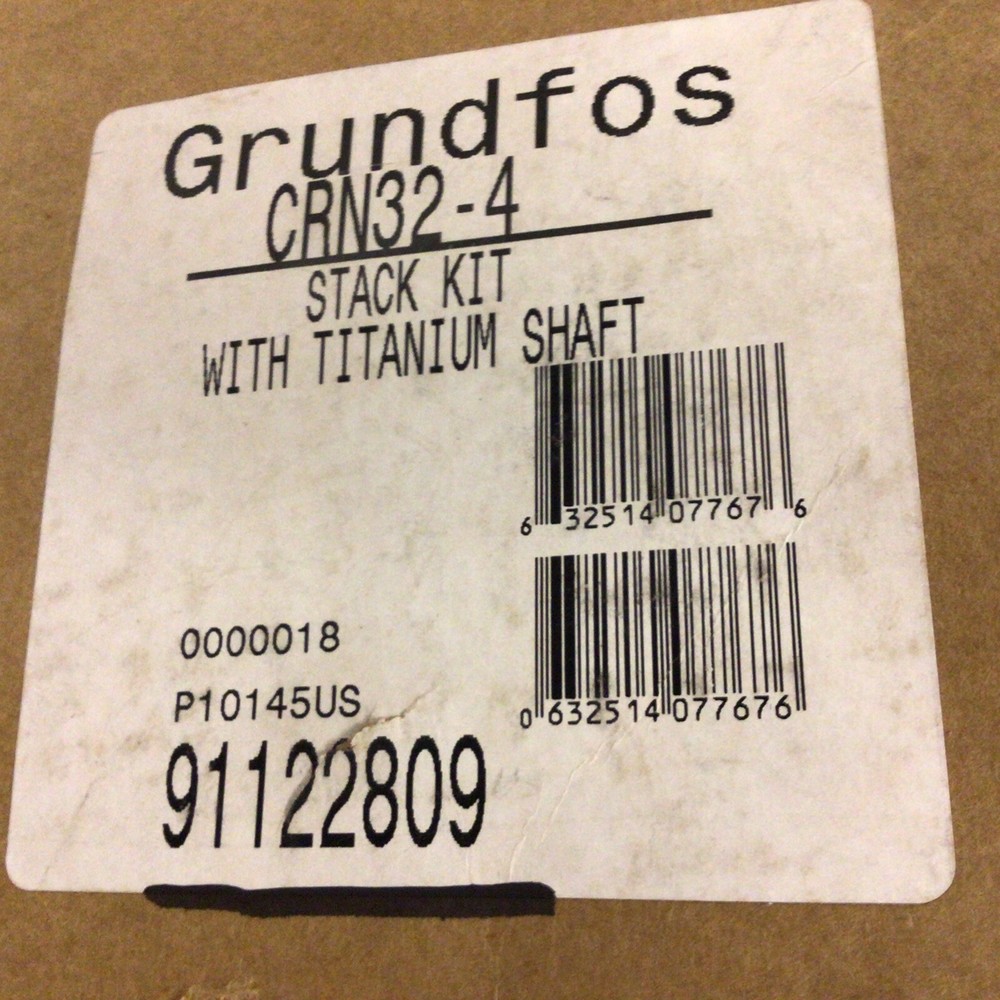 Grundfos
CRN32-4
STACK KIT
WITH TITANIUM SHAFT
6 32514 07767 6
0 632514 077676
0000018
P10145US
91122809